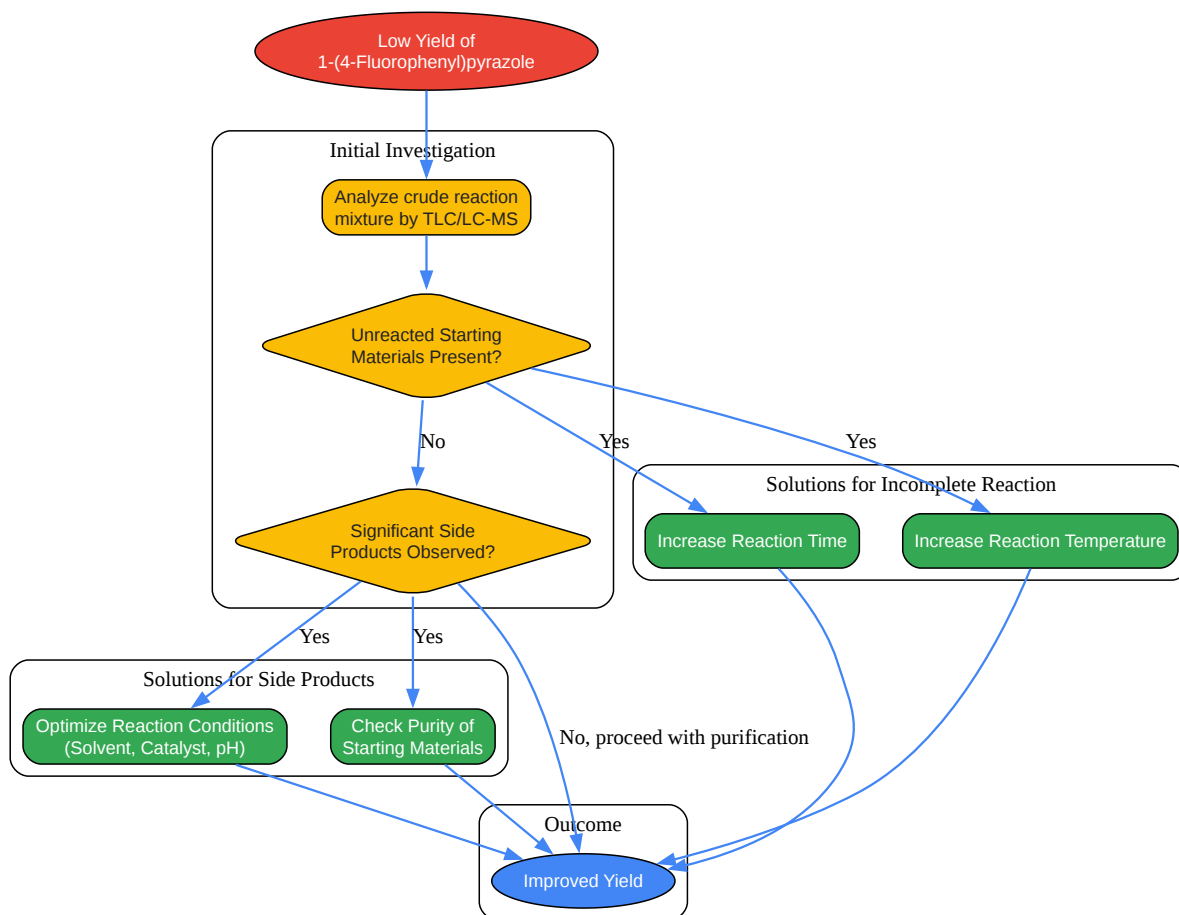 Low Yield of
1-(4-Fluorophenyl)pyrazole
Initial Investigation
Analyze crude reaction
mixture by TLC/LC-MS
Unreacted Starting
Materials Present?
No
Yes
Yes
Solutions for Incomplete Reaction
Increase Reaction Time
Increase Reaction Temperature
Significant Side
Products Observed?
Yes
Yes
Solutions for Side Products
Optimize Reaction Conditions
(Solvent, Catalyst, pH)
Check Purity of
Starting Materials
No, proceed with purification
Outcome
Improved Yield